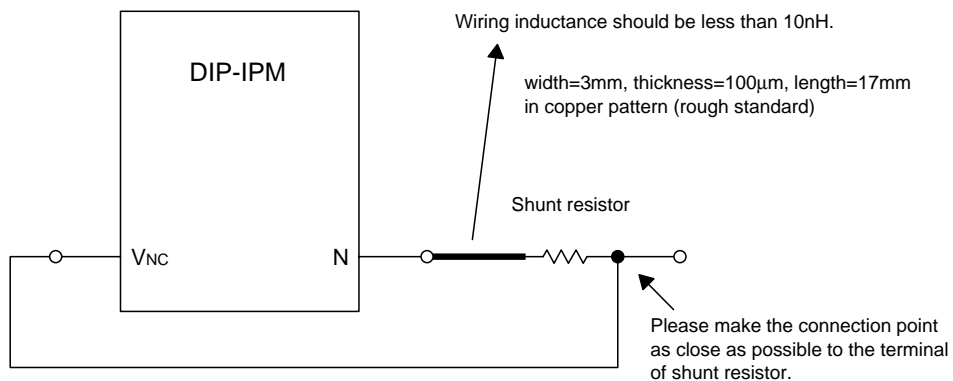 Wiring inductance should be less than 10nH.
DIP-IPM
width=3mm, thickness=100μm, length=17mm
in copper pattern (rough standard)
Shunt resistor
VNC
N
Please make the connection point
as close as possible to the terminal
of shunt resistor.